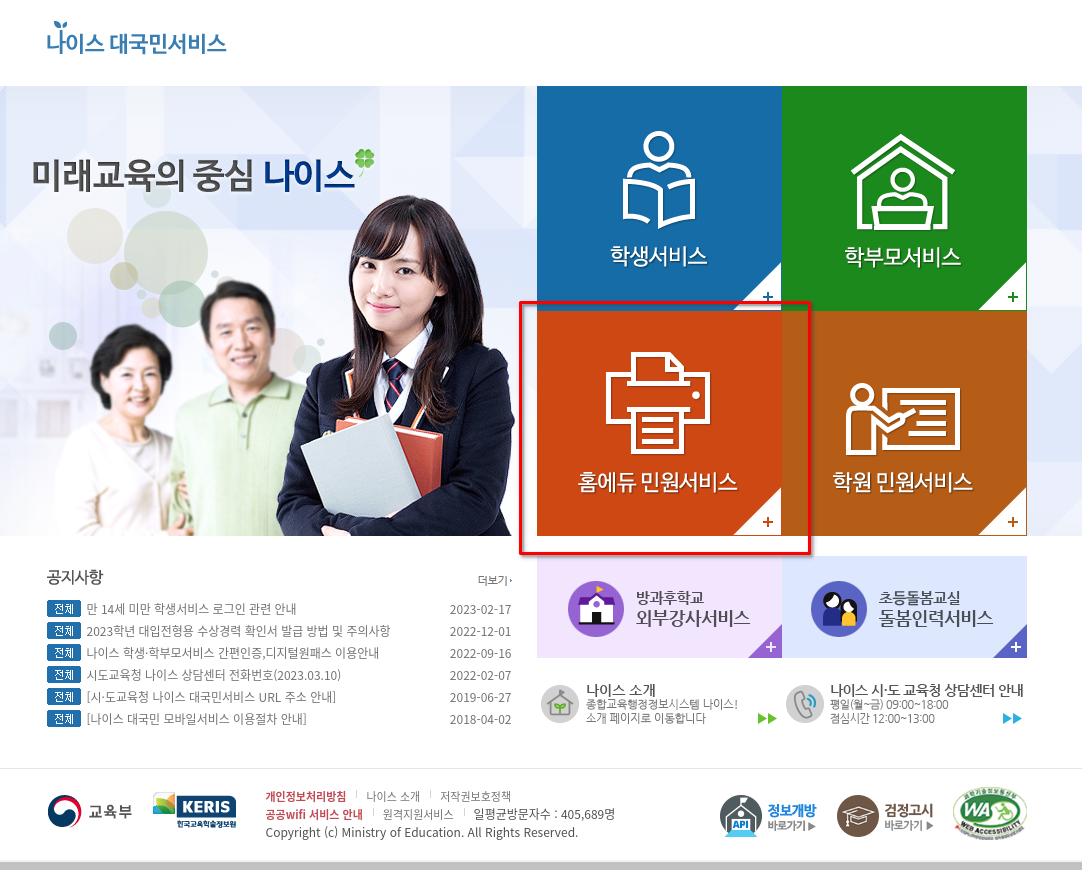 나이스 대국민서비스
미래교육의 중심 나이스
학생서비스
학부모서비스
홈에듀 민원서비스
학원 민원서비스
공지사항
더보기
전체 만 14세 미만 학생서비스 로그인 관련 안내 2023-02-17
전체 2023학년 대입전형용 수상경력 확인서 발급 방법 및 주의사항 2022-12-01
전체 나이스 학생·학부모서비스 간편인증,디지털원패스 이용안내 2022-09-16
전체 시도교육청 나이스 상담센터 전화번호(2023.03.10) 2022-02-07
전체 [시·도교육청 나이스 대국민서비스 URL 주소 안내] 2019-06-27
전체 [나이스 대국민 모바일서비스 이용절차 안내] 2018-04-02
방과후학교
외부강사서비스
초등돌봄교실
돌봄인력서비스
나이스 소개
종합교육행정정보시스템 나이스!
소개 페이지로 이동합니다
나이스 시·도 교육청 상담센터 안내
평일(월~금) 09:00~18:00
점심시간 12:00~13:00
교육부
KERIS
한국교육학술정보원
개인정보처리방침 나이스 소개 저작권보호정책
공공wifi 서비스 안내 원격지원서비스 일평균방문자수 : 405,689명
Copyright (c) Ministry of Education. All Rights Reserved.
API
정보개방
바로가기
검정고시
바로가기
과학기술정보통신부
WA
WEB ACCESSIBILITY